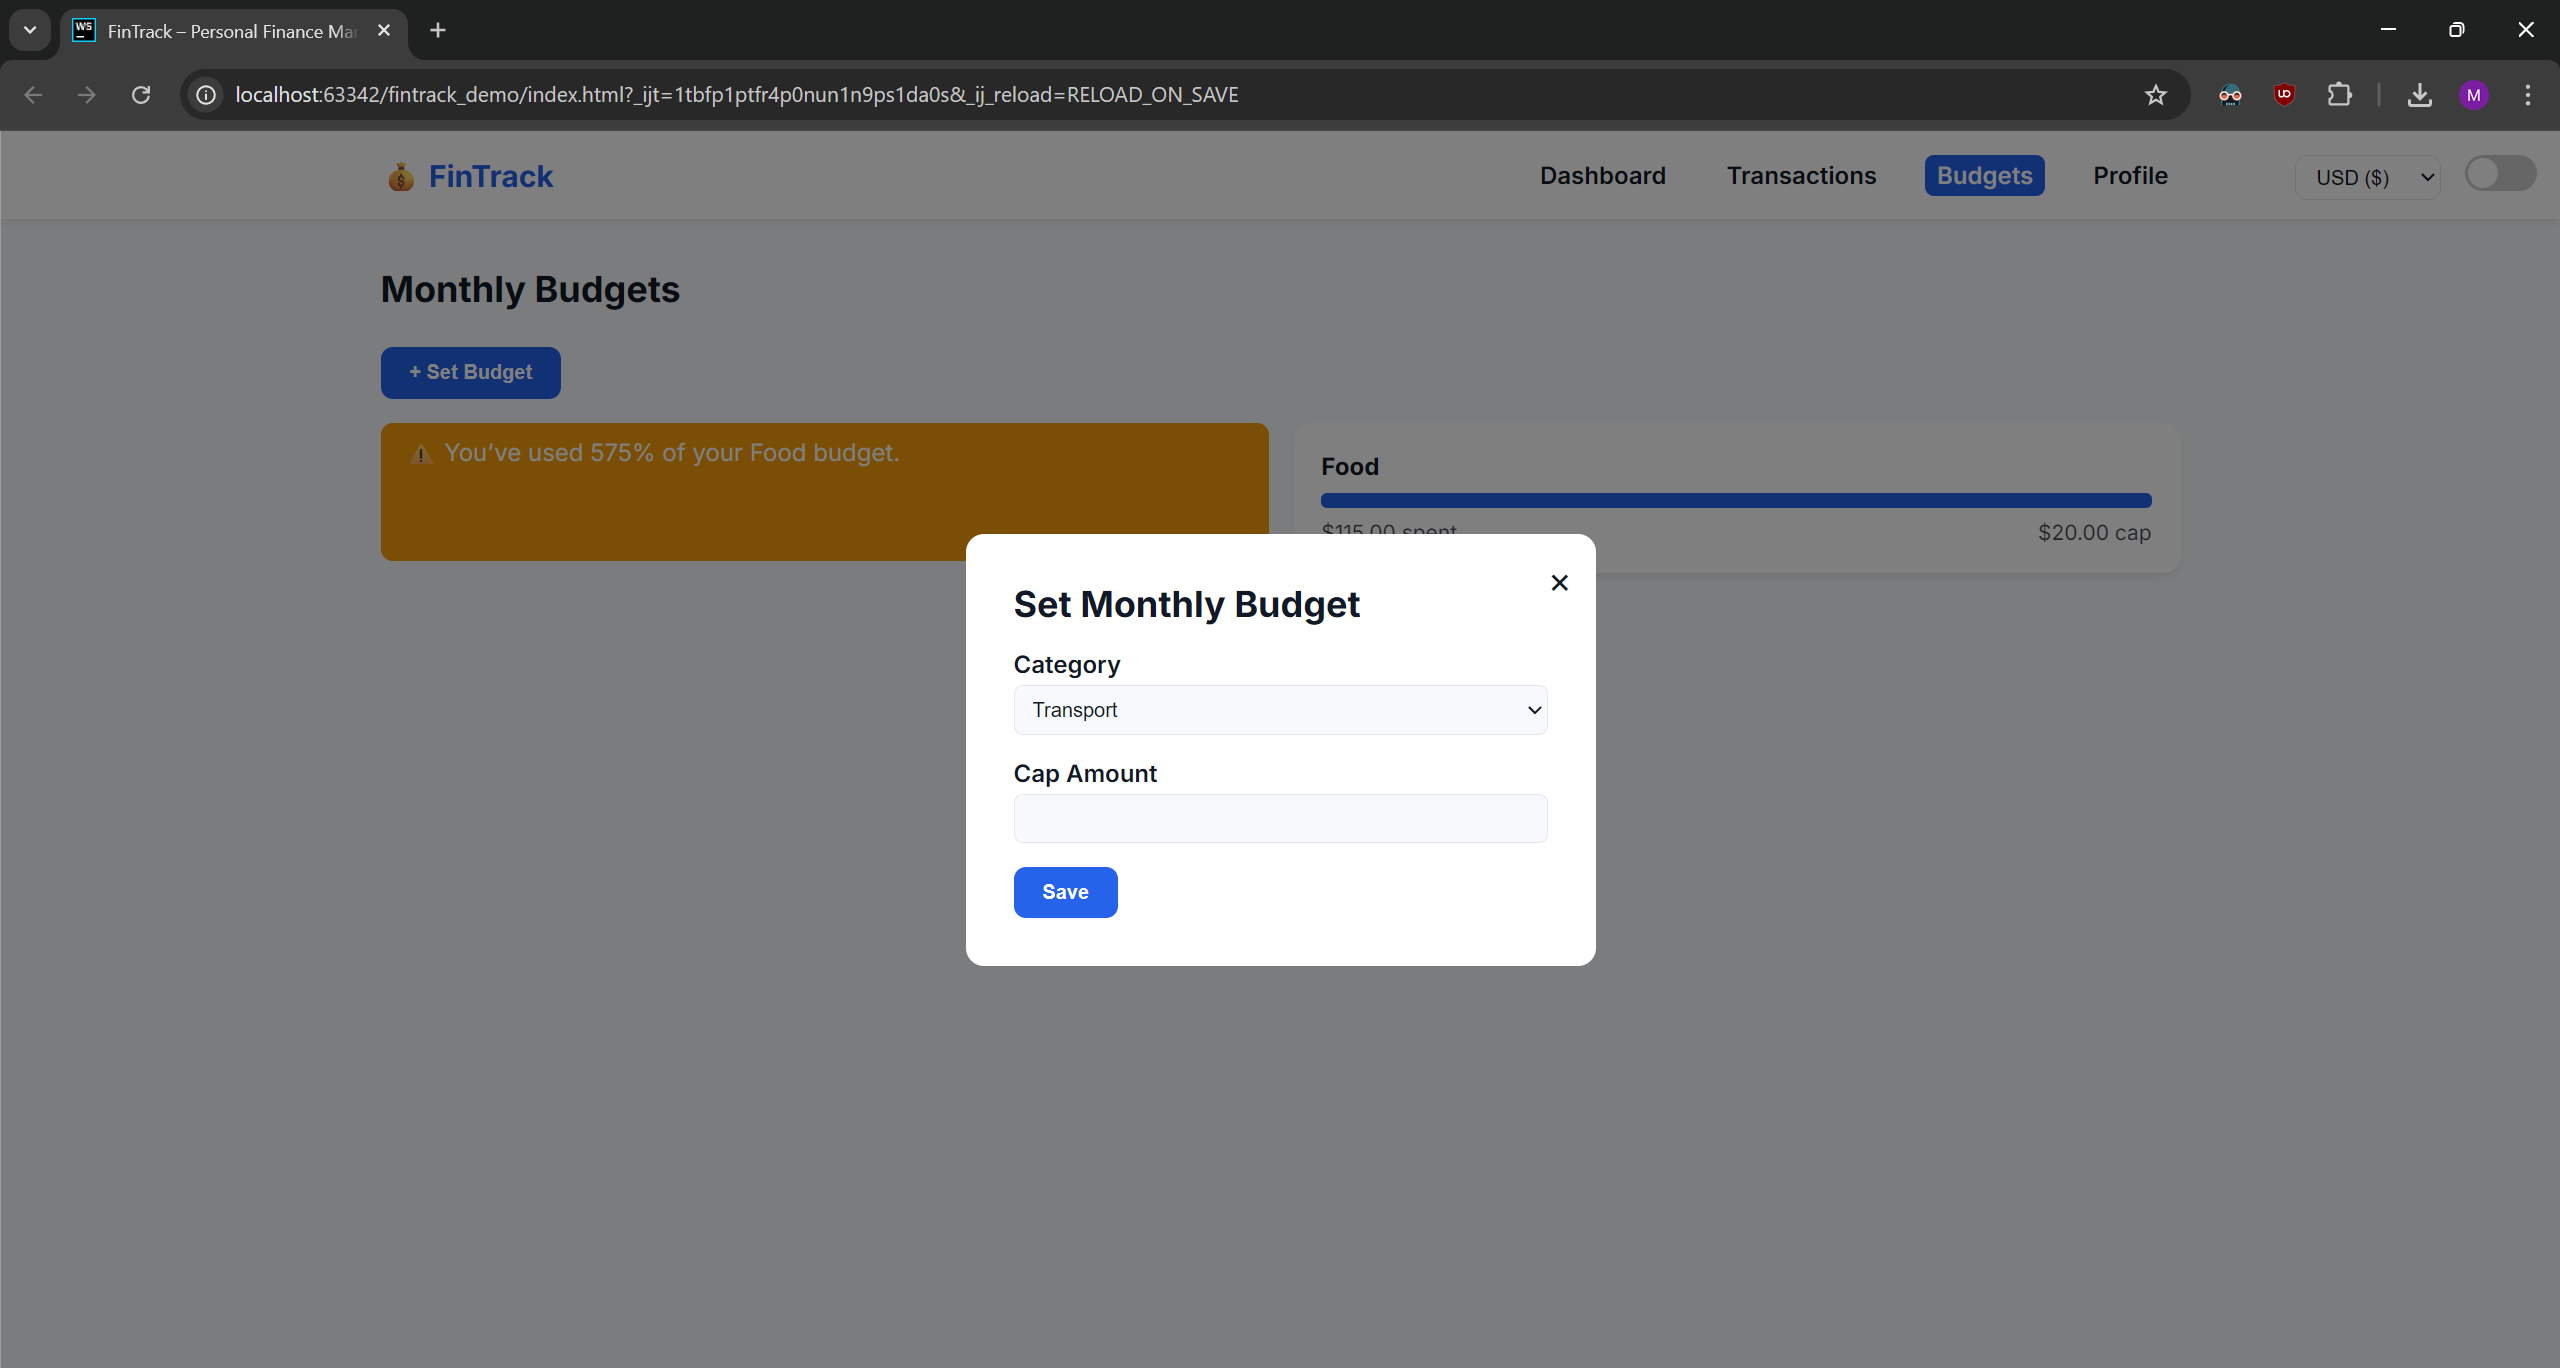 WS
FinTrack – Personal Finance Mar
localhost:63342/fintrack_demo/index.html?_ijt=1tbfp1ptfr4p0nun1n9ps1da0s&_ij_reload=RELOAD_ON_SAVE
M
FinTrack
Dashboard
Transactions
Budgets
Profile
USD ($)
Monthly Budgets
+ Set Budget
⚠️ You’ve used 575% of your Food budget.
Food
$115.00 spent
$20.00 cap
Set Monthly Budget
Category
Transport
Cap Amount
Save